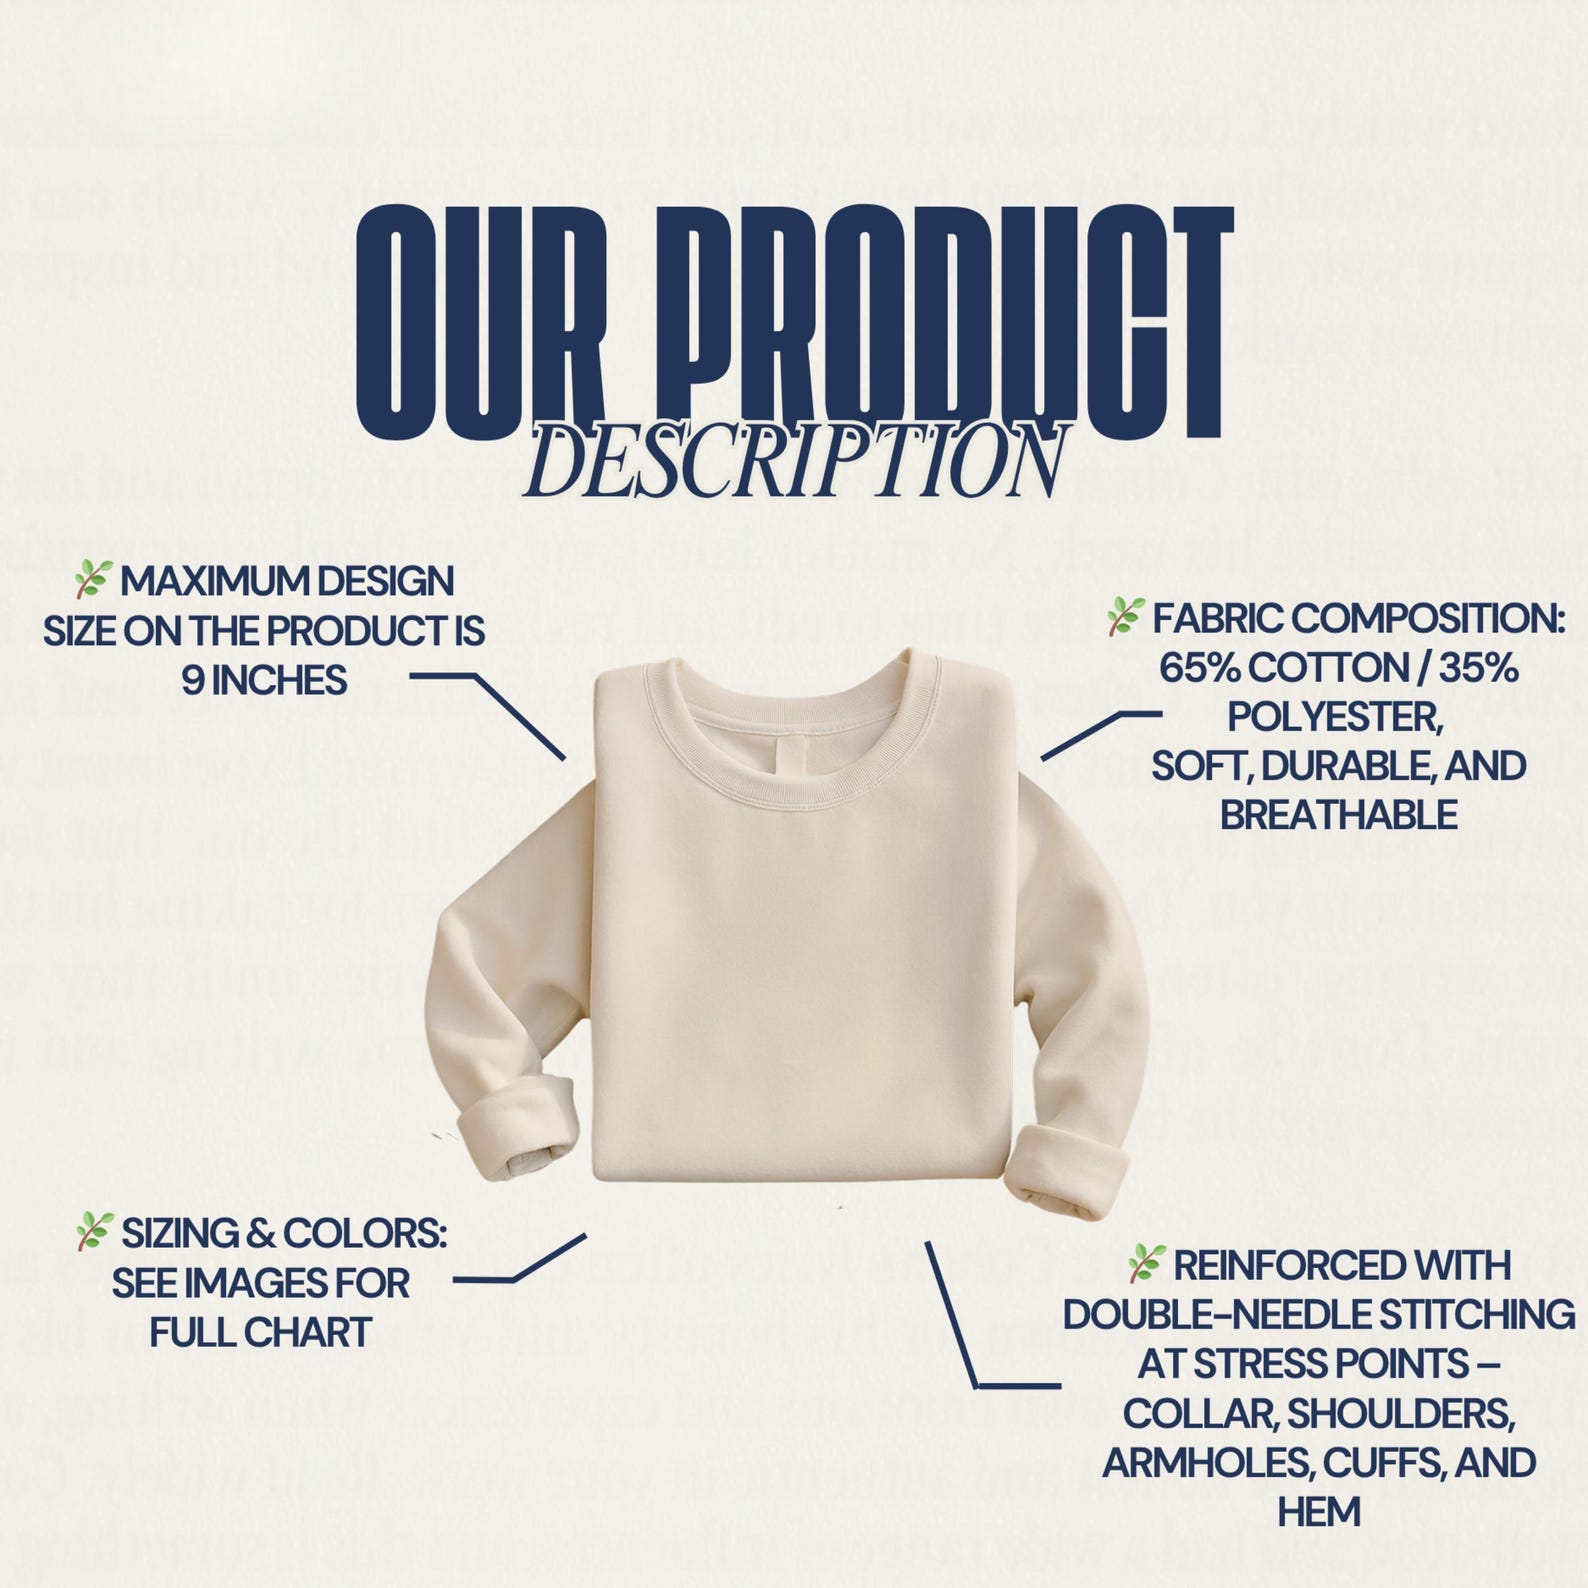 OUR PRODUCT
DESCRIPTION
🌿 MAXIMUM DESIGN
SIZE ON THE PRODUCT IS
9 INCHES
🌿 FABRIC COMPOSITION:
65% COTTON / 35%
POLYESTER,
SOFT, DURABLE, AND
BREATHABLE
🌿 SIZING & COLORS:
SEE IMAGES FOR
FULL CHART
🌿 REINFORCED WITH
DOUBLE-NEEDLE STITCHING
AT STRESS POINTS –
COLLAR, SHOULDERS,
ARMHOLES, CUFFS, AND
HEM